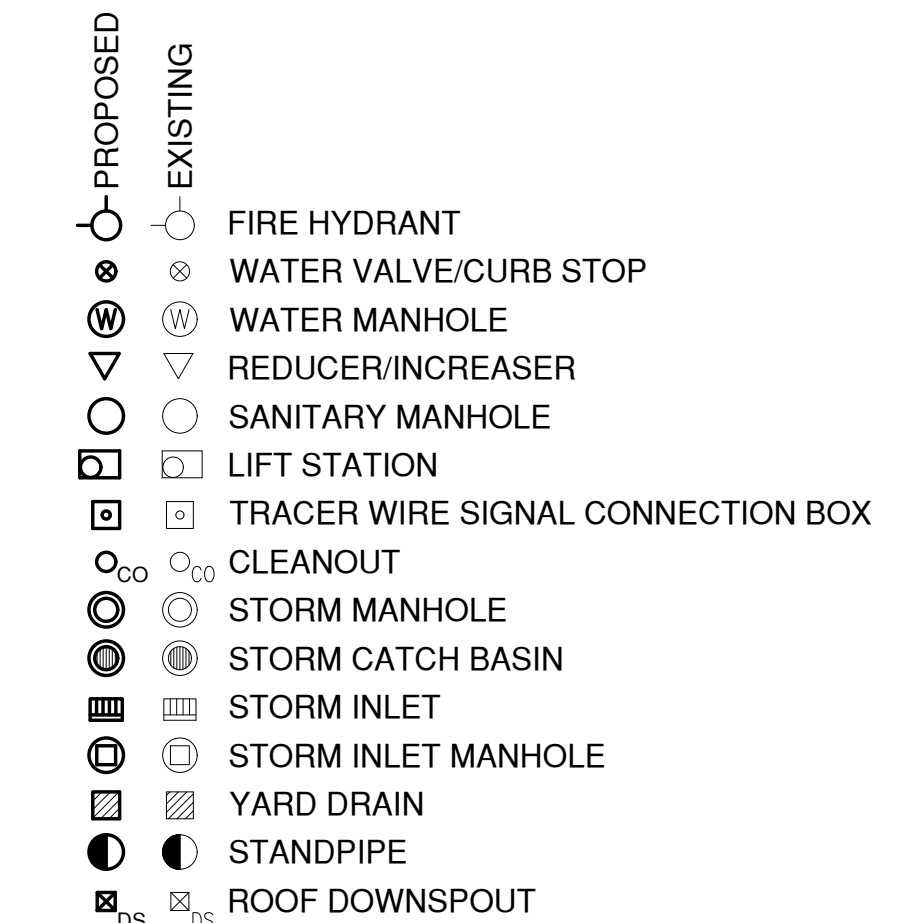 PROPOSED
EXISTING
FIRE HYDRANT
WATER VALVE/CURB STOP
W W WATER MANHOLE
REDUCER/INCREASER
SANITARY MANHOLE
LIFT STATION
TRACER WIRE SIGNAL CONNECTION BOX
CO CO CLEANOUT
STORM MANHOLE
STORM CATCH BASIN
STORM INLET
STORM INLET MANHOLE
YARD DRAIN
STANDPIPE
DS DS ROOF DOWNSPOUT